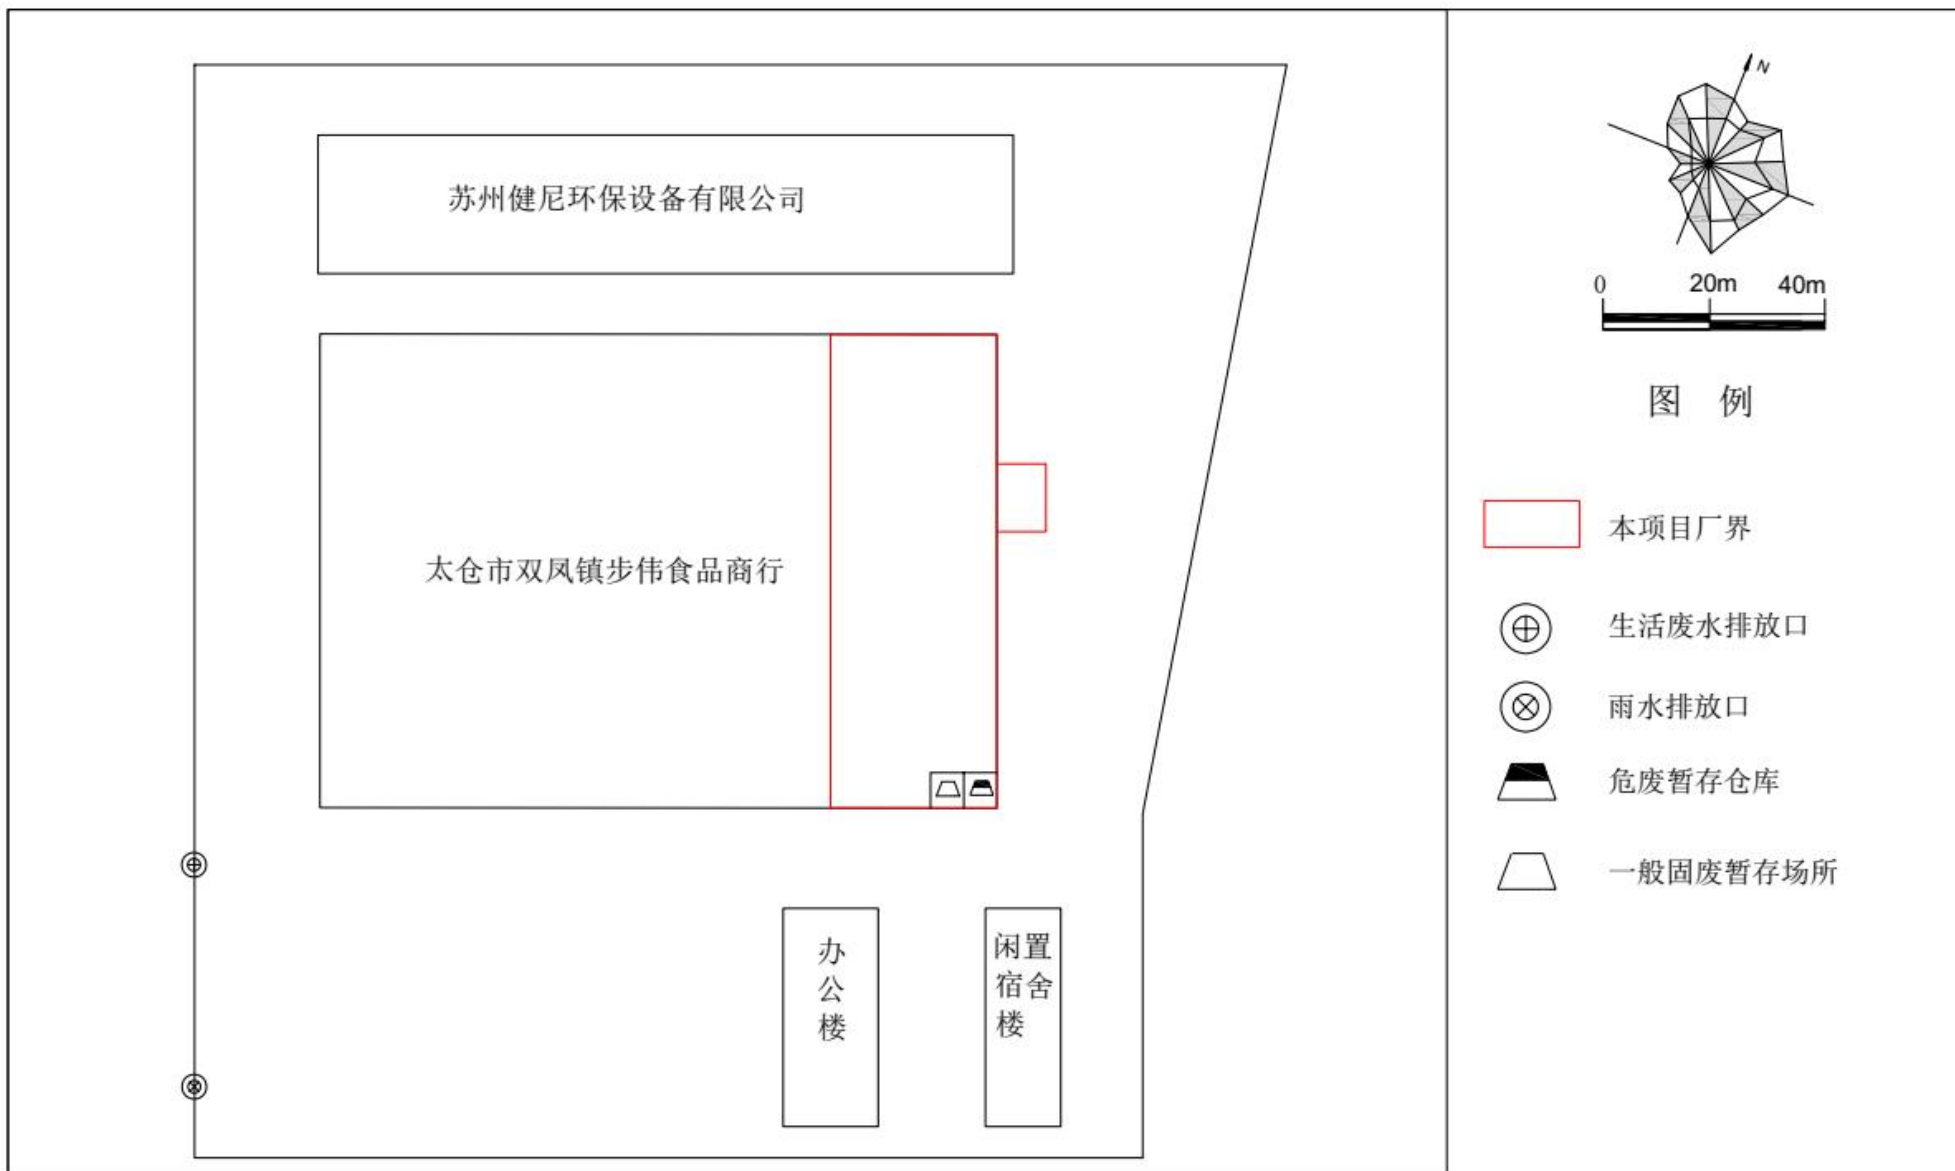 苏州健尼环保设备有限公司
太仓市双凤镇步伟食品商行
办
公
楼
闲置
宿舍
楼
N
0 20m 40m
图 例
本项目厂界
生活废水排放口
雨水排放口
危废暂存仓库
一般固废暂存场所